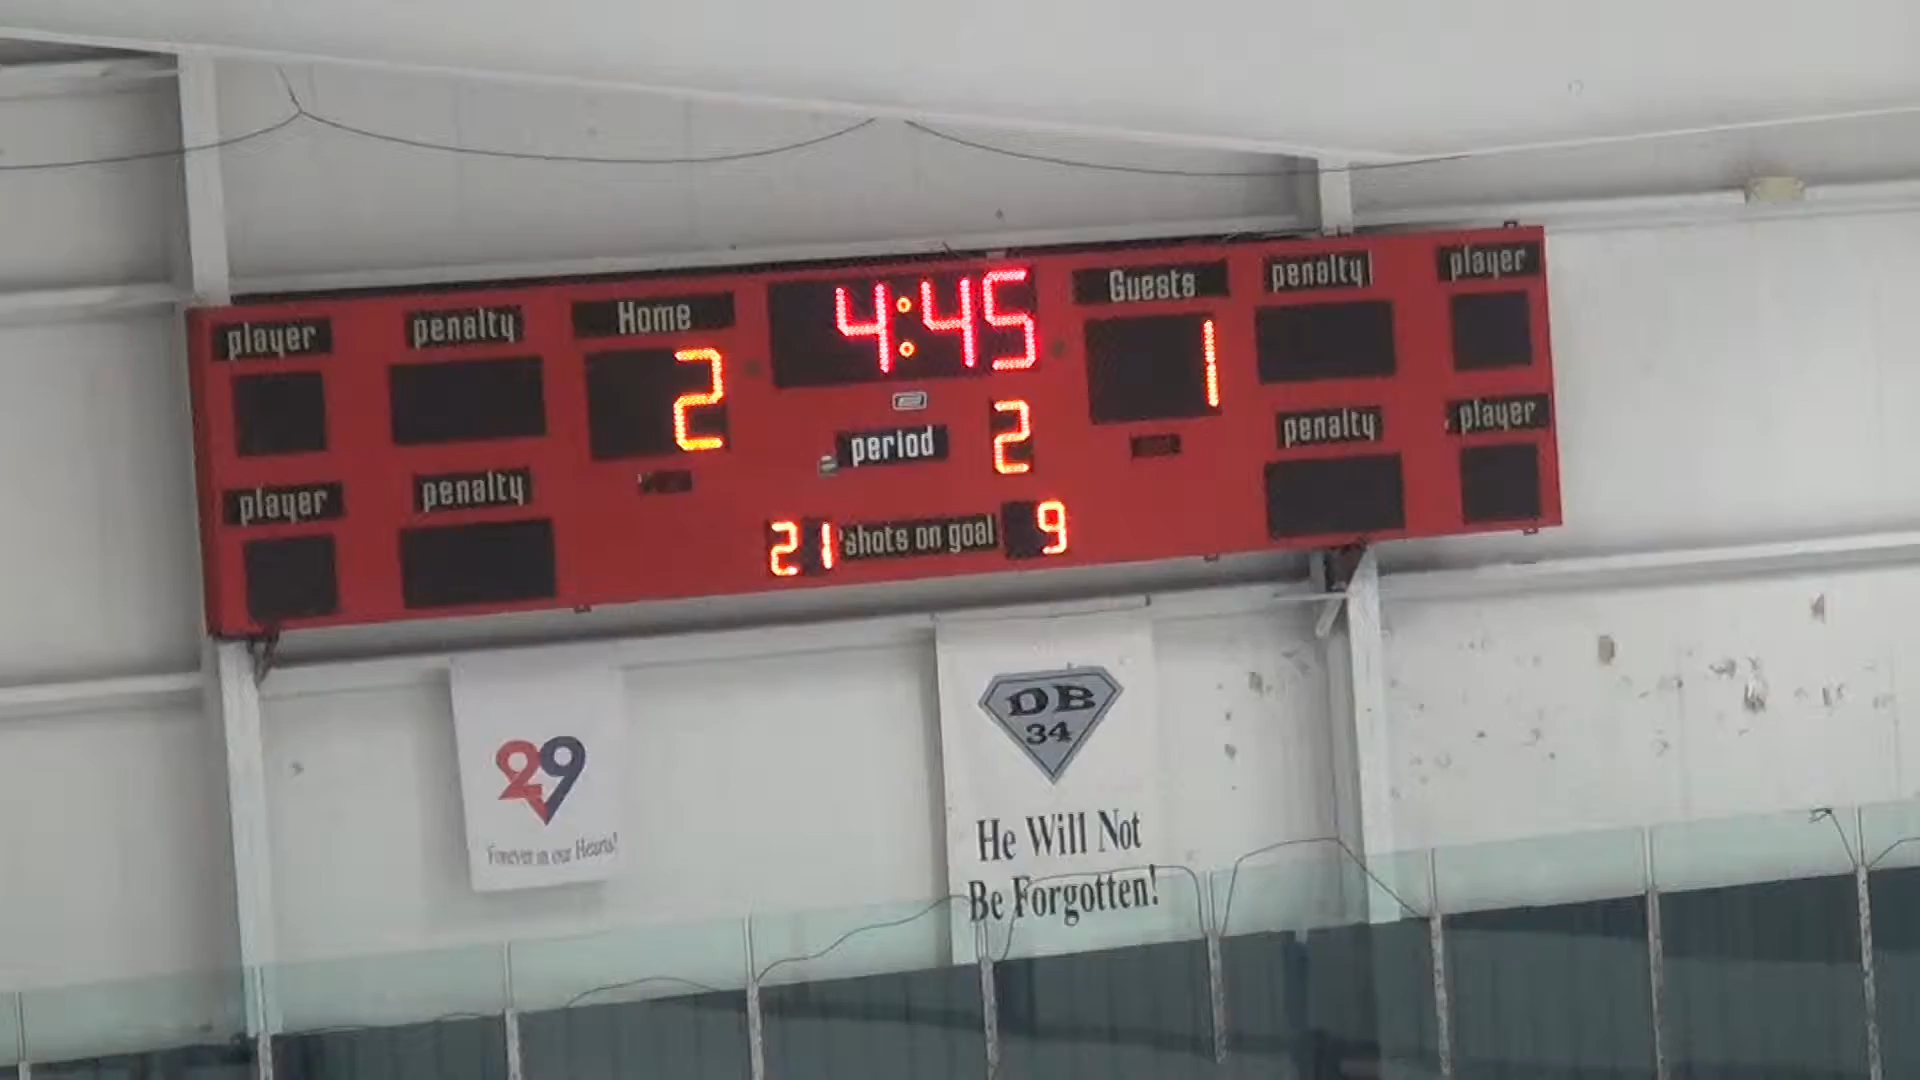 player penalty Home 4:45 Guests penalty player
2 1
period 2
player penalty penalty player
21 shots on goal 9
29
Forever in our Hearts!
DB
34
He Will Not
Be Forgotten!